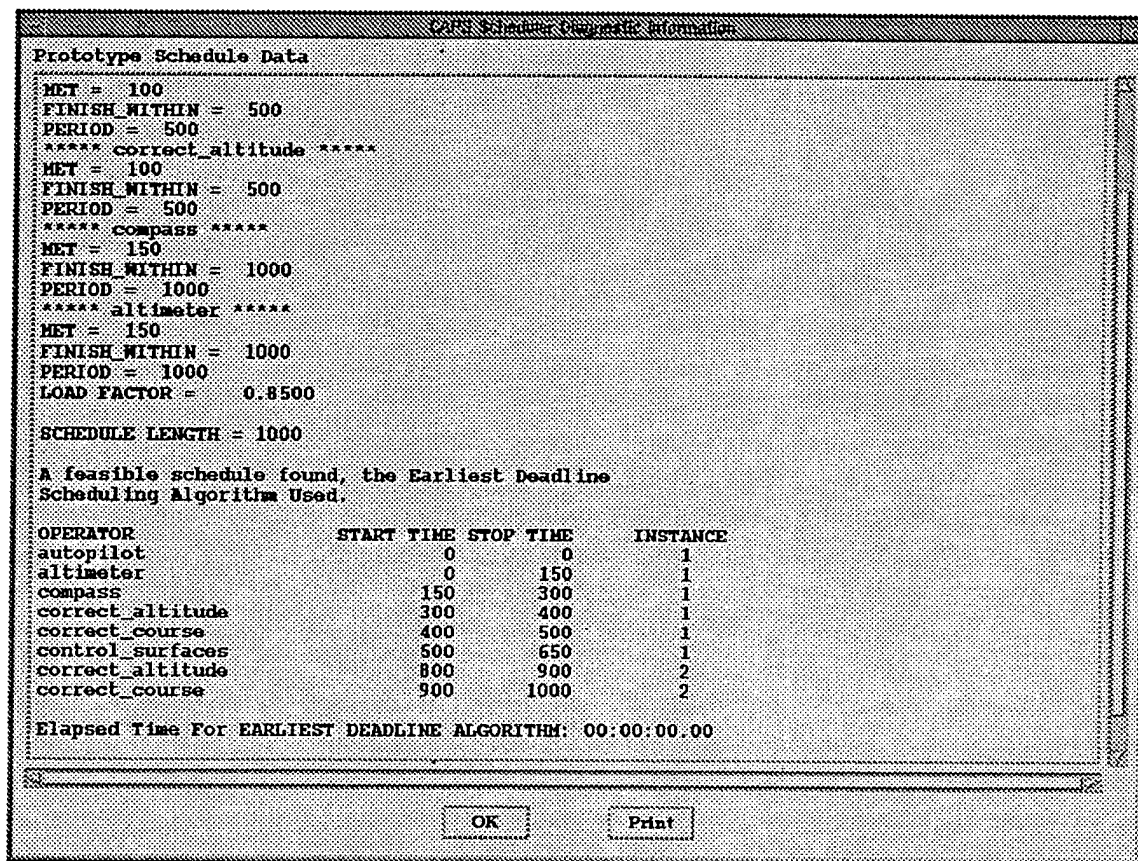 CAPS Scheduler Diagnostic Information
Prototype Schedule Data
MET = 100
FINISH_WITHIN = 500
PERIOD = 500
***** correct_altitude *****
MET = 100
FINISH_WITHIN = 500
PERIOD = 500
***** compass *****
MET = 150
FINISH_WITHIN = 1000
PERIOD = 1000
***** altimeter *****
MET = 150
FINISH_WITHIN = 1000
PERIOD = 1000
LOAD FACTOR = 0.8500
SCHEDULE LENGTH = 1000
A feasible schedule found, the Earliest Deadline
Scheduling Algorithm Used.
OPERATOR START TIME STOP TIME INSTANCE
autopilot 0 0 1
altimeter 0 150 1
compass 150 300 1
correct_altitude 300 400 1
correct_course 400 500 1
control_surfaces 500 650 1
correct_altitude 800 900 2
correct_course 900 1000 2
Elapsed Time For EARLIEST DEADLINE ALGORITHM: 00:00:00.00
OK Print